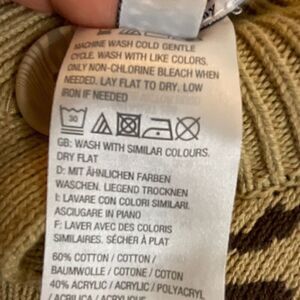 MACHINE WASH COLD GENTLE
CYCLE. WASH WITH LIKE COLORS.
ONLY NON-CHLORINE BLEACH WHEN
NEEDED. LAY FLAT TO DRY. LOW
IRON IF NEEDED
30
GB: WASH WITH SIMILAR COLOURS.
DRY FLAT
D: MIT ÄHNLICHEN FARBEN
WASCHEN. LIEGEND TROCKNEN
I: LAVARE CON COLORI SIMILARI.
ASCIUGARE IN PIANO
F: LAVER AVEC DES COLORIS
SIMILAIRES. SÉCHER À PLAT
60% COTTON / COTTON /
BAUMWOLLE / COTONE / COTON
40% ACRYLIC / ACRYLIC / POLYACRYL
/ ACRILICA / ACRYLIQUE